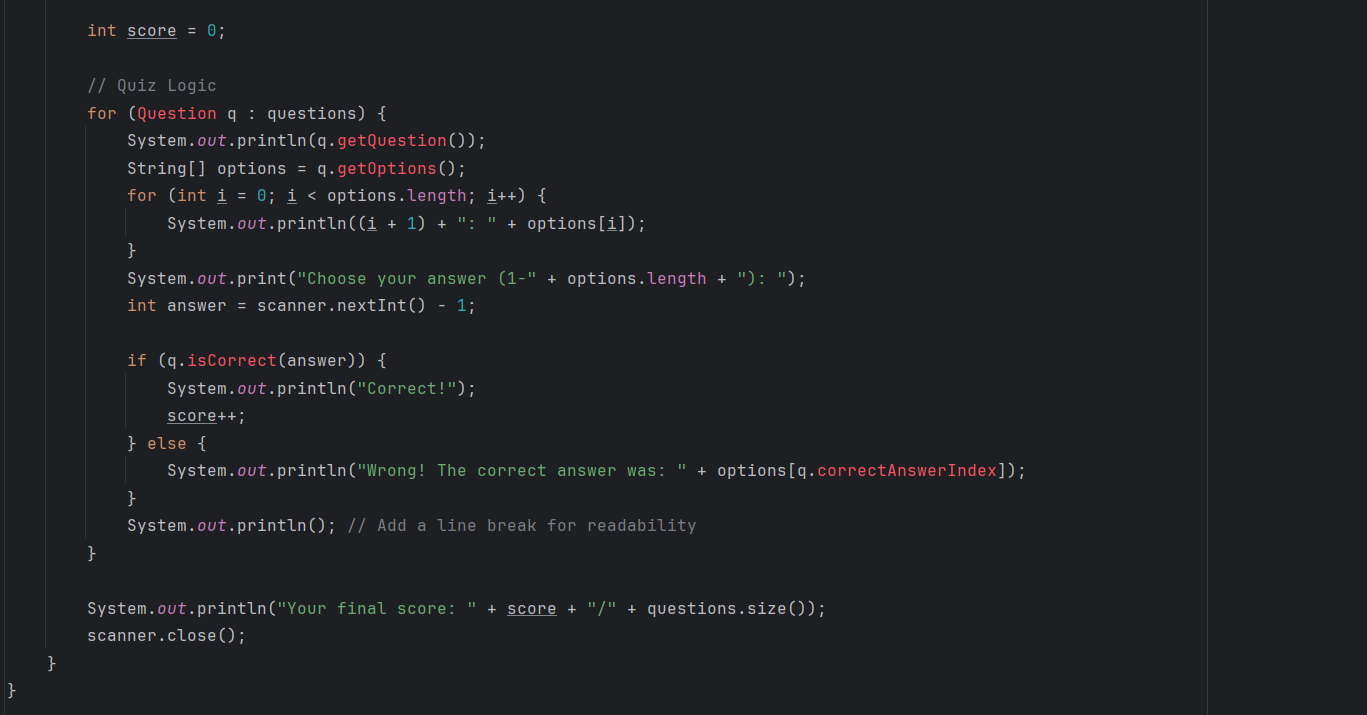 int score = 0;
// Quiz Logic
for (Question q : questions) {
System.out.println(q.getQuestion());
String[] options = q.getOptions();
for (int i = 0; i < options.length; i++) {
System.out.println((i + 1) + ": " + options[i]);
}
System.out.print("Choose your answer (1-" + options.length + "): ");
int answer = scanner.nextInt() - 1;
if (q.isCorrect(answer)) {
System.out.println("Correct!");
score++;
} else {
System.out.println("Wrong! The correct answer was: " + options[q.correctAnswerIndex]);
}
System.out.println(); // Add a line break for readability
}
System.out.println("Your final score: " + score + "/" + questions.size());
scanner.close();
}
}